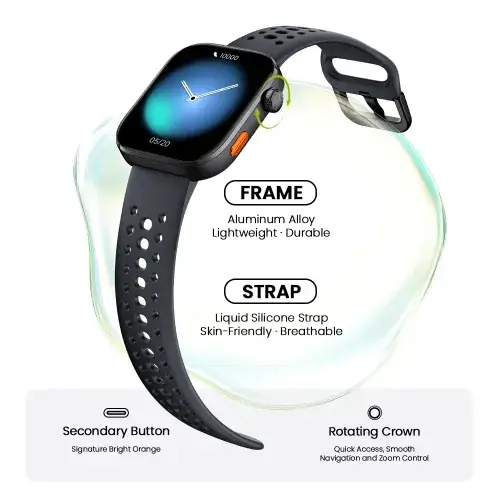 10000
05/20
FRAME
Aluminum Alloy
Lightweight · Durable
STRAP
Liquid Silicone Strap
Skin-Friendly · Breathable
Secondary Button
Signature Bright Orange
Rotating Crown
Quick Access, Smooth
Navigation and Zoom Control